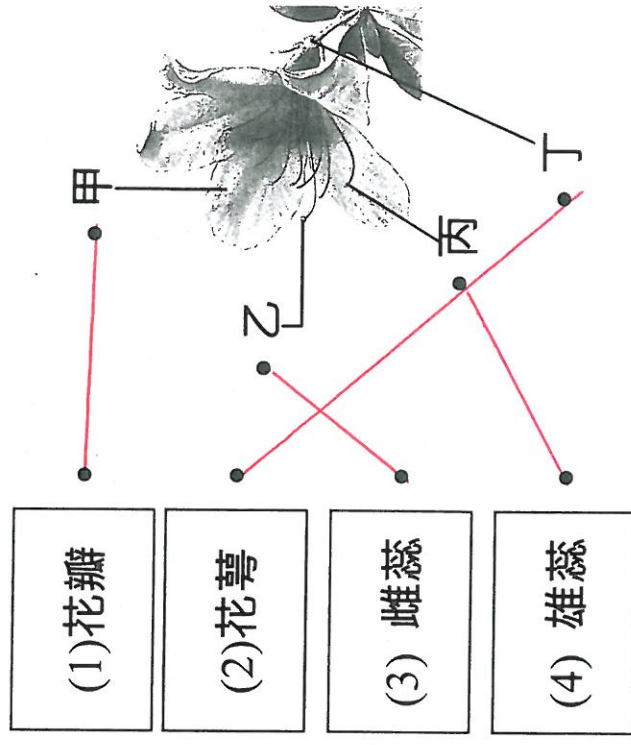 甲
乙
丙
丁
(1)花瓣
(2)花萼
(3) 雌蕊
(4) 雄蕊